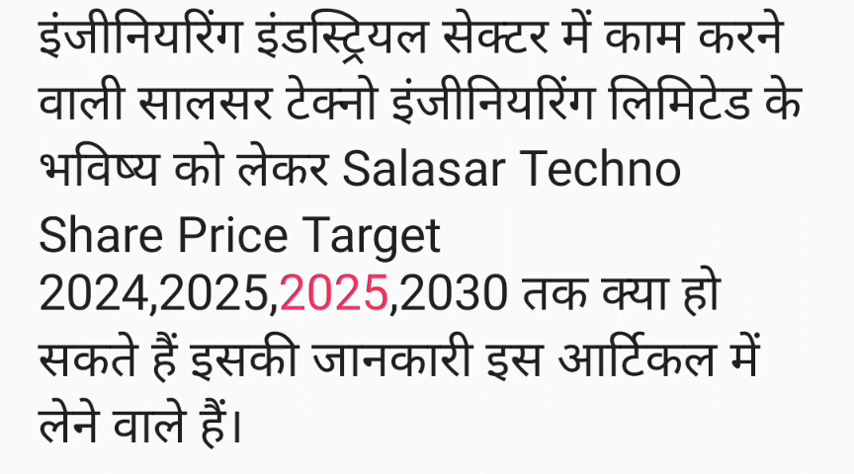 इंजीनियरिंग इंडस्ट्रियल सेक्टर में काम करने
वाली सालसर टेक्नो इंजीनियरिंग लिमिटेड के
भविष्य को लेकर Salasar Techno
Share Price Target
2024,2025,2025,2030 तक क्या हो
सकते हैं इसकी जानकारी इस आर्टिकल में
लेने वाले हैं।